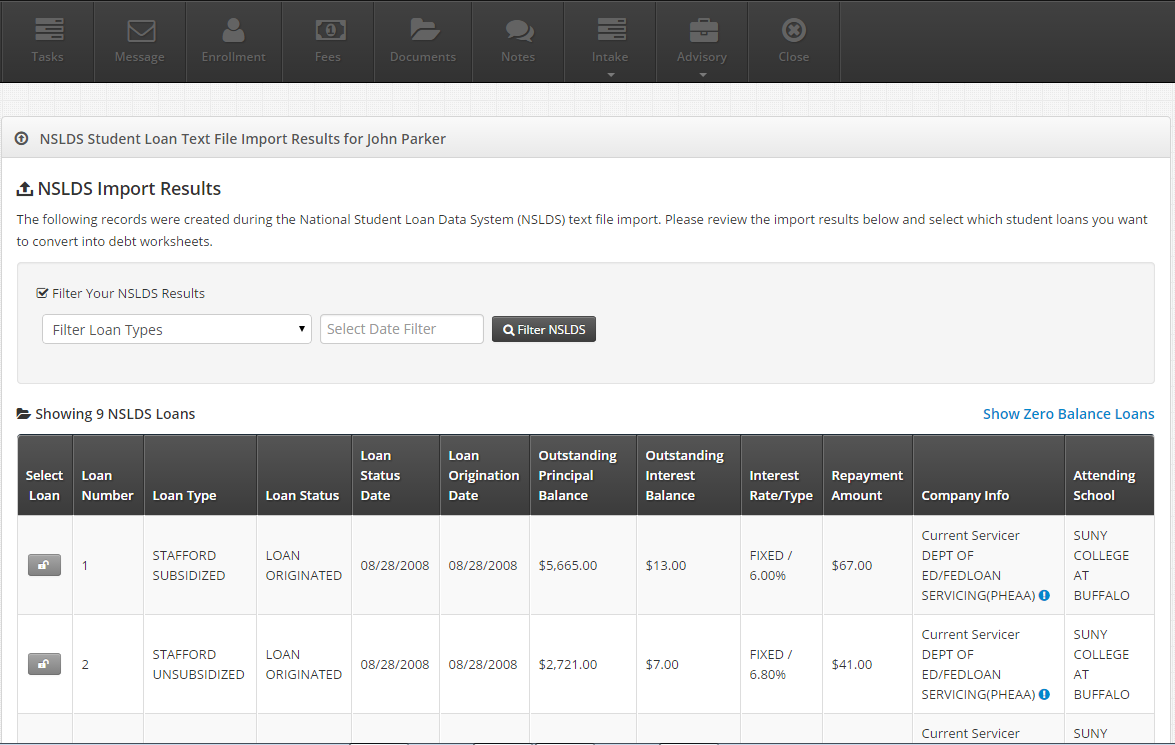 Tasks
Message
Enrollment
Fees
Documents
Notes
Intake
Advisory
Close
NSLDS Student Loan Text File Import Results for John Parker
NSLDS Import Results
The following records were created during the National Student Loan Data System (NSLDS) text file import. Please review the import results below and select which student loans you want
to convert into debt worksheets.
Filter Your NSLDS Results
Filter Loan Types
Select Date Filter
Filter NSLDS
Showing 9 NSLDS Loans
Show Zero Balance Loans
Select
Loan
Loan
Number
Loan Type
Loan Status
Loan
Status
Date
Loan
Origination
Date
Outstanding
Principal
Balance
Outstanding
Interest
Balance
Interest
Rate/Type
Repayment
Amount
Company Info
Attending
School
1
STAFFORD
SUBSIDIZED
LOAN
ORIGINATED
08/28/2008
08/28/2008
$5,665.00
$13.00
FIXED /
6.00%
$67.00
Current Servicer
DEPT OF
ED/FEDLOAN
SERVICING(PHEAA)
SUNY
COLLEGE
AT
BUFFALO
2
STAFFORD
UNSUBSIDIZED
LOAN
ORIGINATED
08/28/2008
08/28/2008
$2,721.00
$7.00
FIXED /
6.80%
$41.00
Current Servicer
DEPT OF
ED/FEDLOAN
SERVICING(PHEAA)
SUNY
COLLEGE
AT
BUFFALO
Current Servicer
SUNY